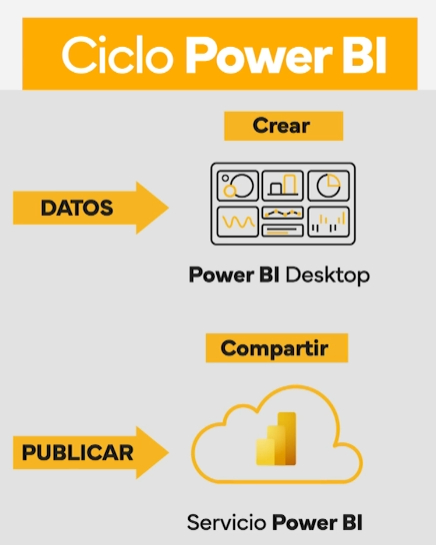 Ciclo Power BI
Crear
DATOS
Power BI Desktop
Compartir
PUBLICAR
Servicio Power BI